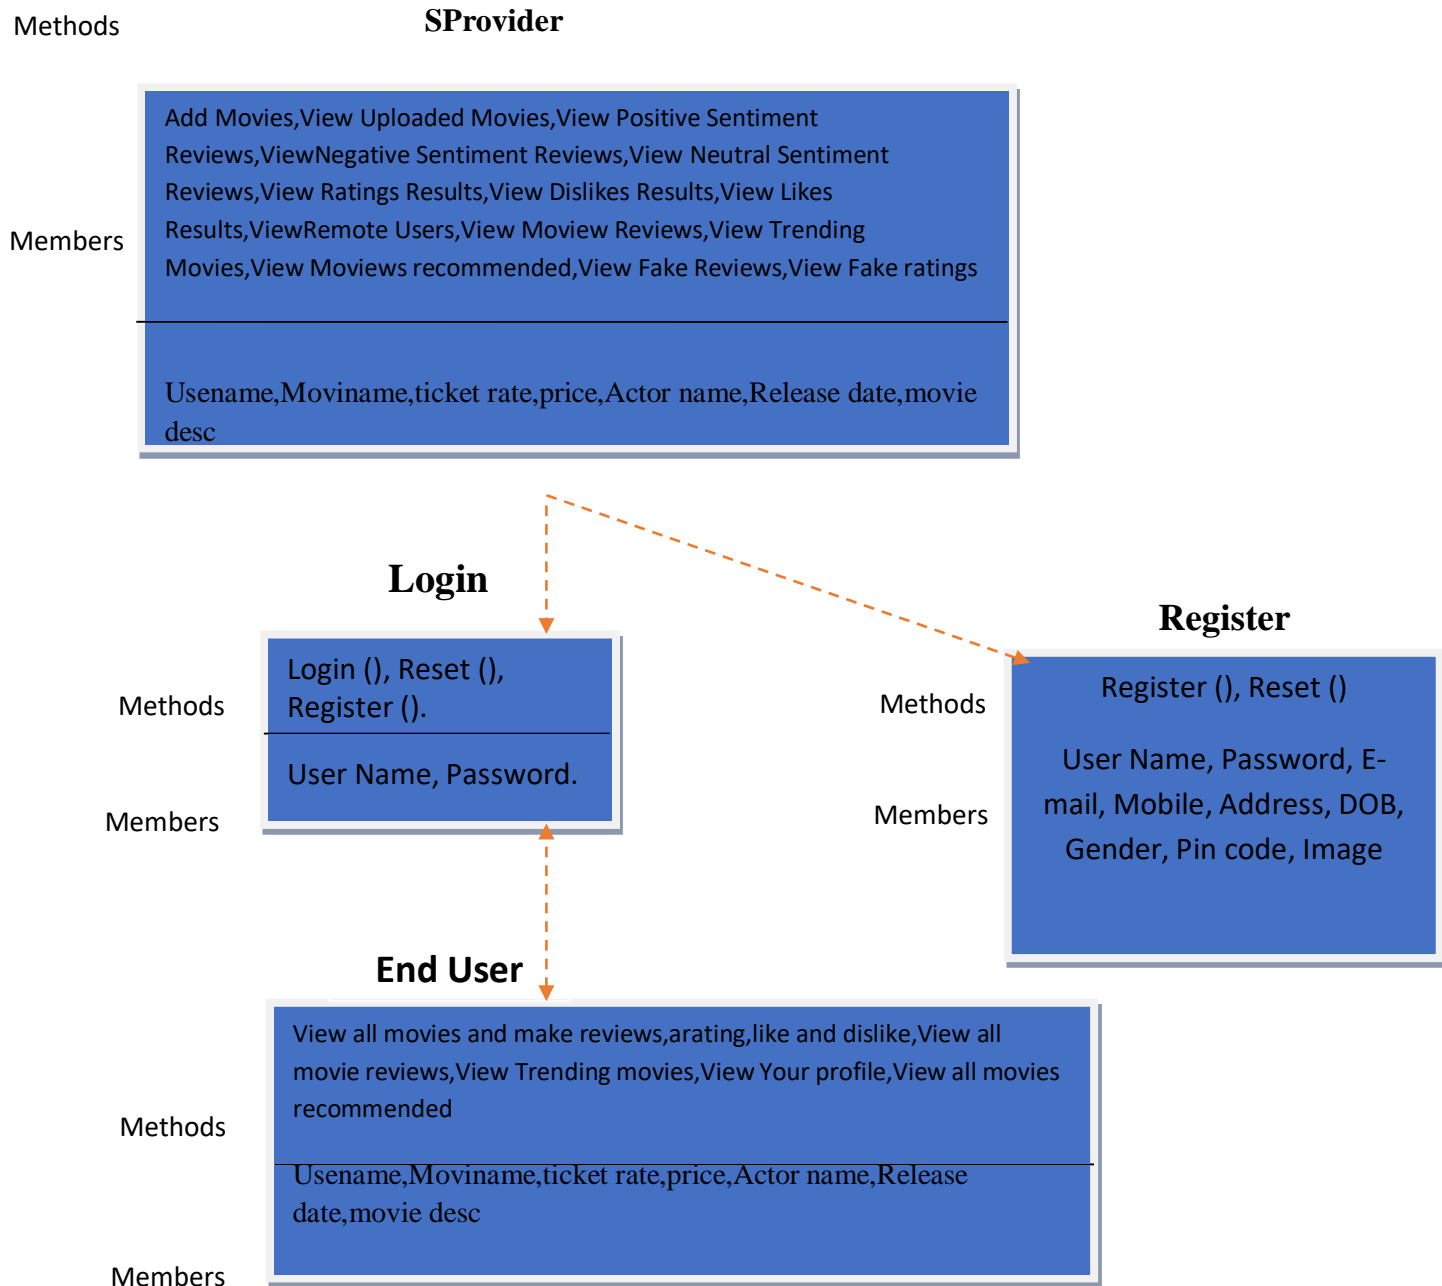 Methods
SProvider
Add Movies,View Uploaded Movies,View Positive Sentiment
Reviews,ViewNegative Sentiment Reviews,View Neutral Sentiment
Reviews,View Ratings Results,View Dislikes Results,View Likes
Results,ViewRemote Users,View Moview Reviews,View Trending
Movies,View Moviews recommended,View Fake Reviews,View Fake ratings
Members
Usename,Moviname,ticket rate,price,Actor name,Release date,movie
desc
Login
Login (), Reset (),
Register ().
Methods
User Name, Password.
Members
Register
Register (), Reset ()
Methods
User Name, Password, E-
mail, Mobile, Address, DOB,
Gender, Pin code, Image
Members
End User
View all movies and make reviews,arating,like and dislike,View all
movie reviews,View Trending movies,View Your profile,View all movies
recommended
Methods
Usename,Moviname,ticket rate,price,Actor name,Release
date,movie desc
Members